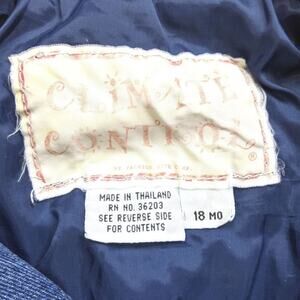 CLIMATE
CONTROL®
MADE IN THAILAND
RN NO. 36203
SEE REVERSE SIDE
FOR CONTENTS
18 MO